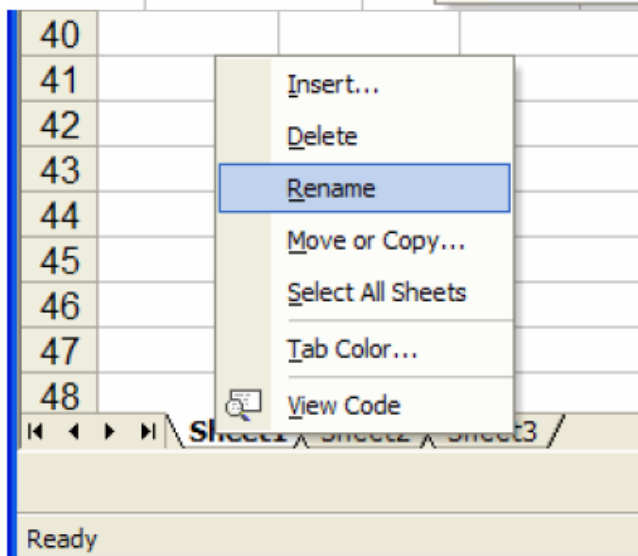 40
41
42
43
44
45
46
47
48
Insert...
Delete
Rename
Move or Copy...
Select All Sheets
Tab Color...
View Code
Sheet1 Sheet2 Sheet3
Ready